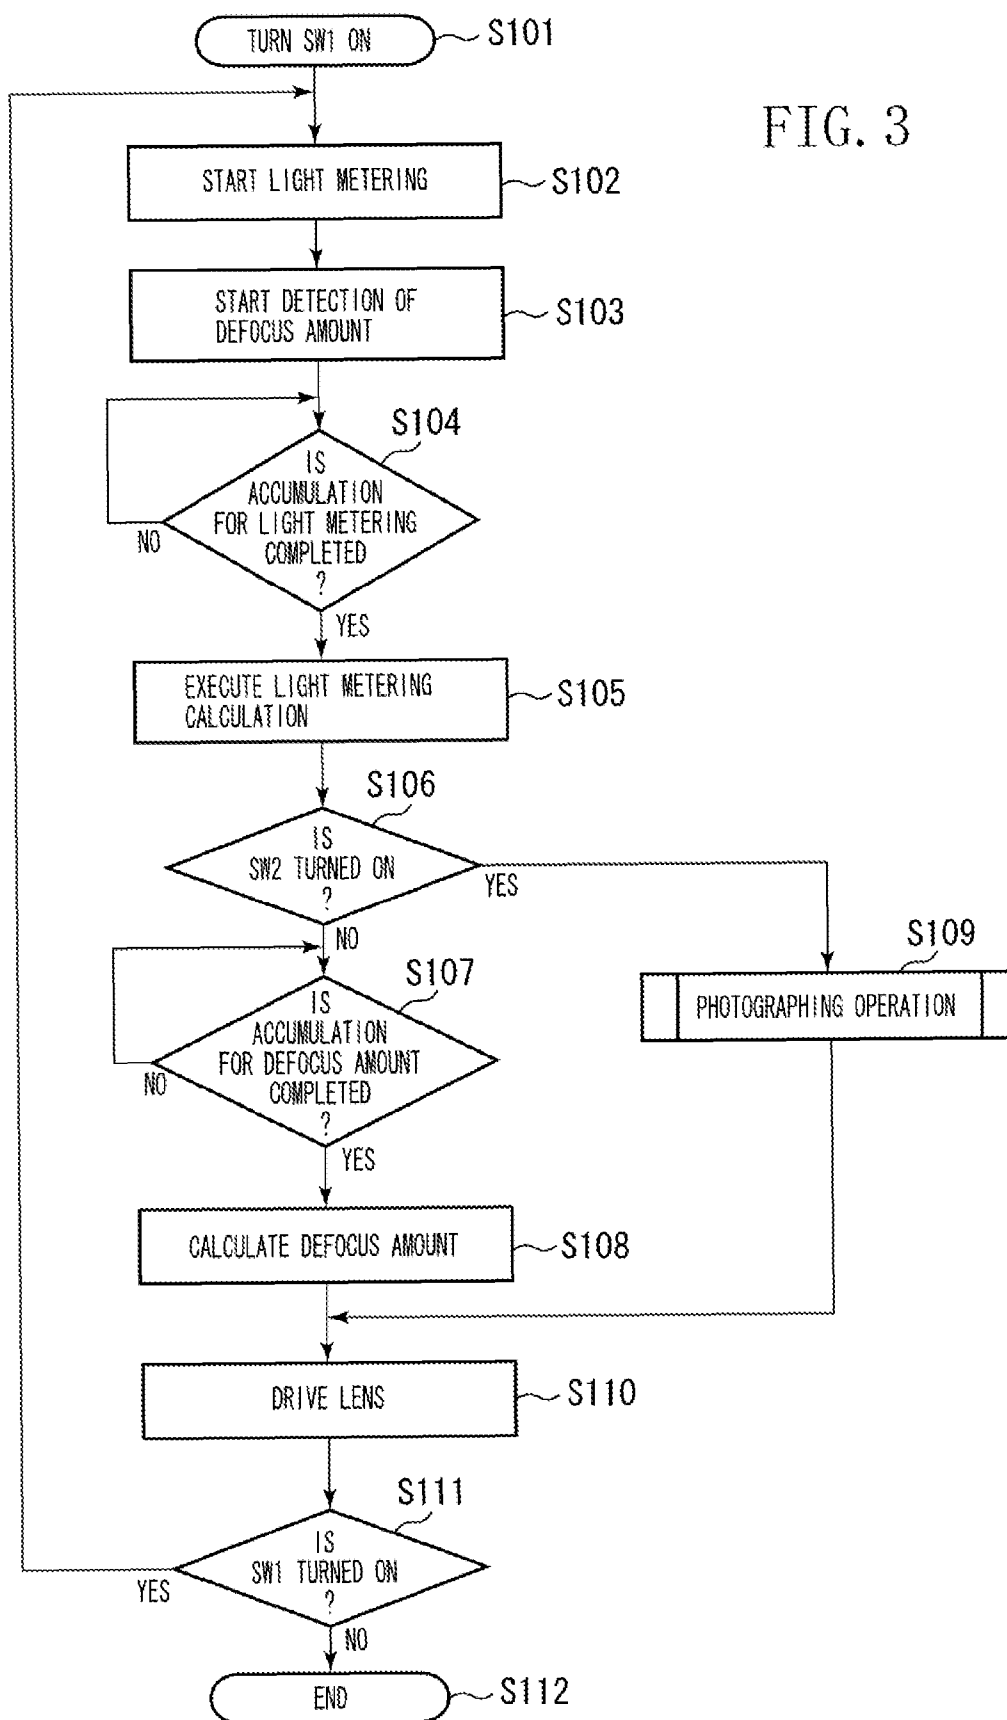 TURN SW1 ON
S101
FIG. 3
START LIGHT METERING
S102
START DETECTION OF
DEFOCUS AMOUNT
S103
S104
IS
ACCUMULATION
FOR LIGHT METERING
COMPLETED
?
NO
YES
EXECUTE LIGHT METERING
CALCULATION
S105
S106
IS
SW2 TURNED ON
?
YES
NO
S109
PHOTOGRAPHING OPERATION
S107
IS
ACCUMULATION
FOR DEFOCUS AMOUNT
COMPLETED
?
NO
YES
CALCULATE DEFOCUS AMOUNT
S108
DRIVE LENS
S110
S111
IS
SW1 TURNED ON
?
YES
NO
END
S112